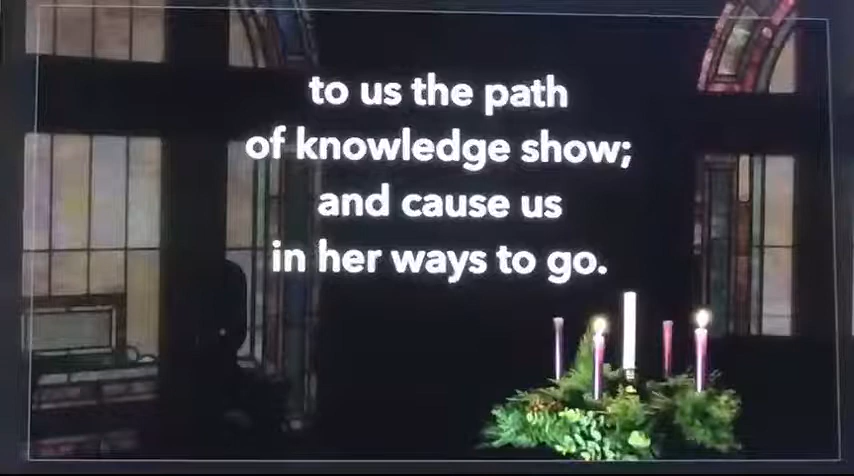 to us the path
of knowledge show;
and cause us
in her ways to go.